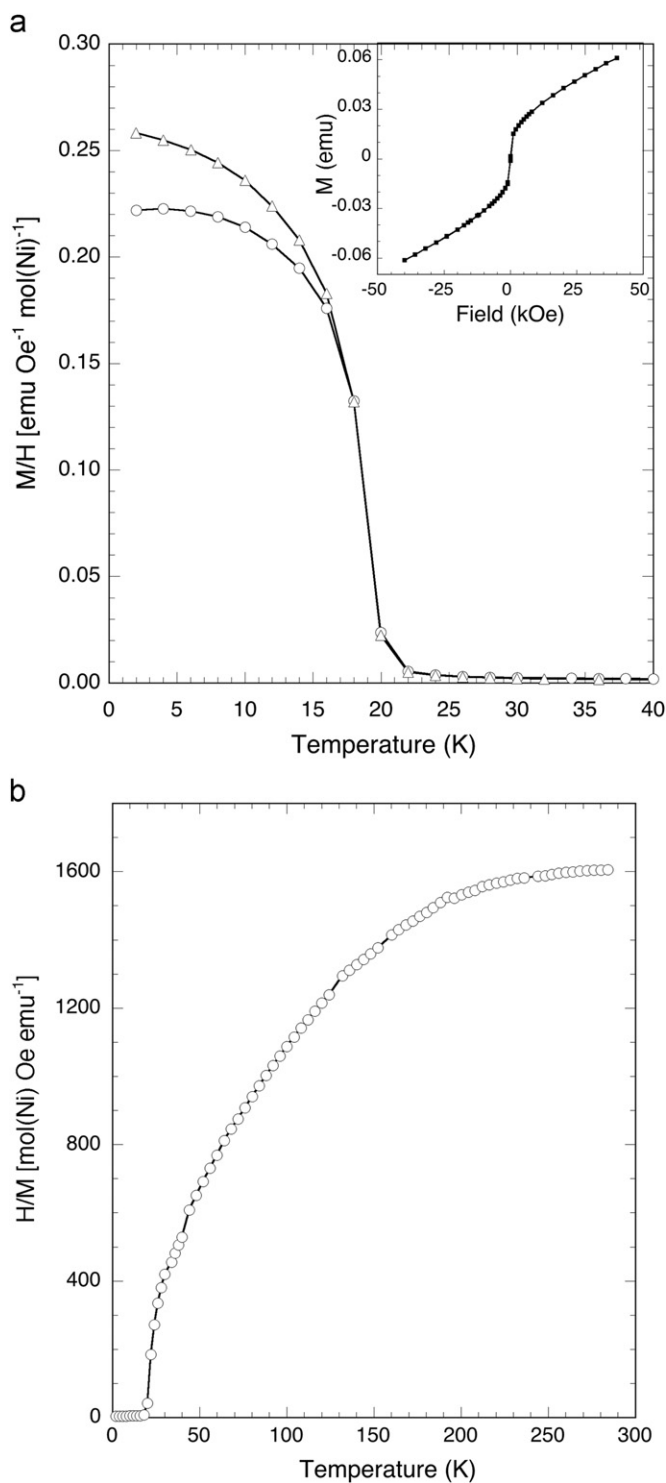 a
0.30
0.25
0.20
0.15
0.10
0.05
0.00
M/H [emu Oe⁻¹ mol(Ni)⁻¹]
0 5 10 15 20 25 30 35 40
Temperature (K)
0.06
0.03
0
-0.03
-0.06
M (emu)
-50 -25 0 25 50
Field (kOe)
b
1600
1200
800
400
0
H/M [mol(Ni) Oe emu⁻¹]
0 50 100 150 200 250 300
Temperature (K)